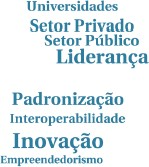 Universidades
Setor Privado
Setor Público
Liderança
Padronização
Interoperabilidade
Inovação
Empreendedorismo